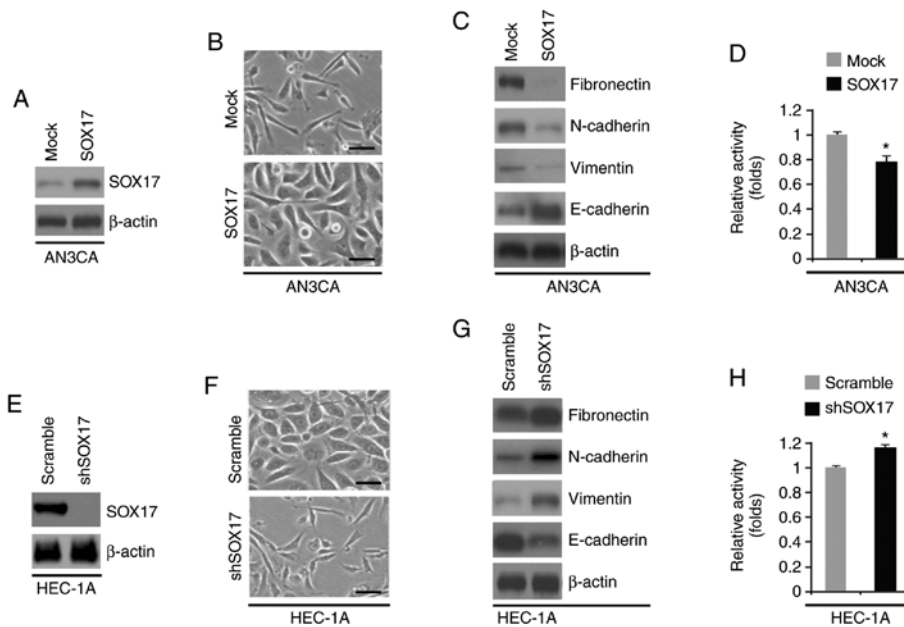 A
Mock
SOX17
SOX17
β-actin
AN3CA
B
Mock
SOX17
AN3CA
C
Mock
SOX17
Fibronectin
N-cadherin
Vimentin
E-cadherin
β-actin
AN3CA
D
Mock
SOX17
Relative activity
(folds)
1.2
1
0.8
0.6
0.4
0.2
0
*
AN3CA
E
Scramble
shSOX17
SOX17
β-actin
HEC-1A
F
Scramble
shSOX17
HEC-1A
G
Scramble
shSOX17
Fibronectin
N-cadherin
Vimentin
E-cadherin
β-actin
HEC-1A
H
Scramble
shSOX17
Relative activity
(folds)
1.2
1
0.8
0.6
0.4
0.2
0
*
HEC-1A